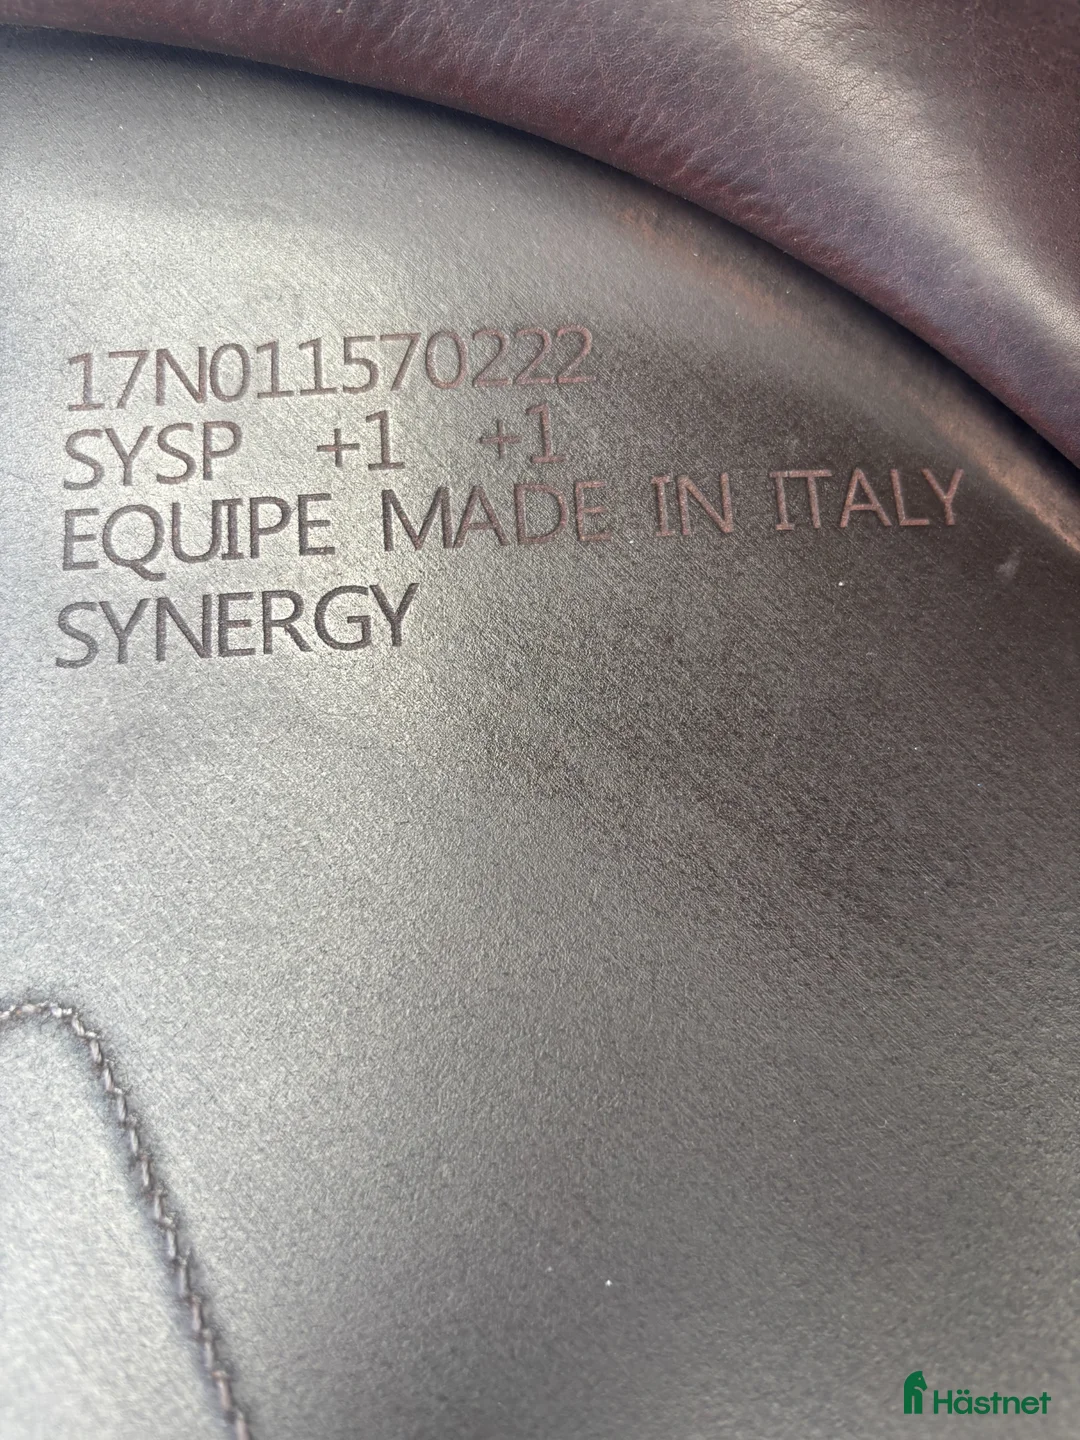 17N011570222
SYSP +1 +1
EQUIPE MADE IN ITALY
SYNERGY
Hästnet